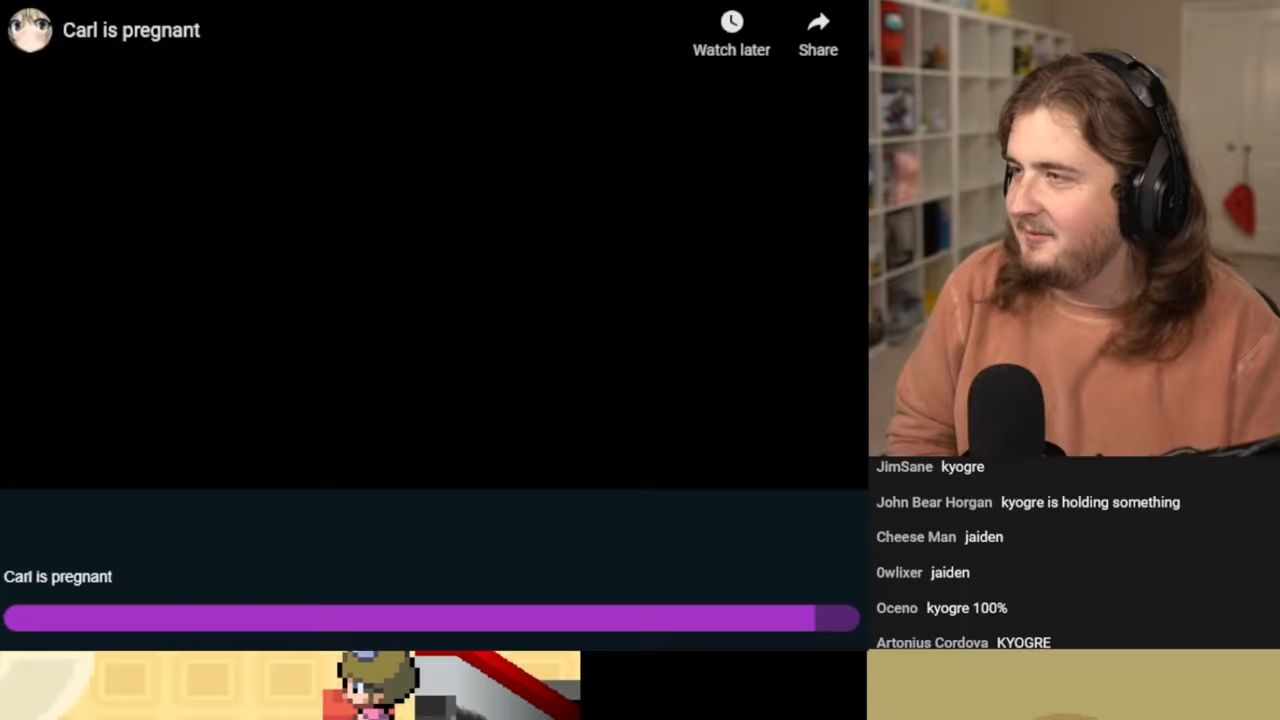 Carl is pregnant
Watch later
Share
JimSane kyogre
John Bear Horgan kyogre is holding something
Cheese Man jaiden
0wlixer jaiden
Oceno kyogre 100%
Artonius Cordova KYOGRE
Carl is pregnant